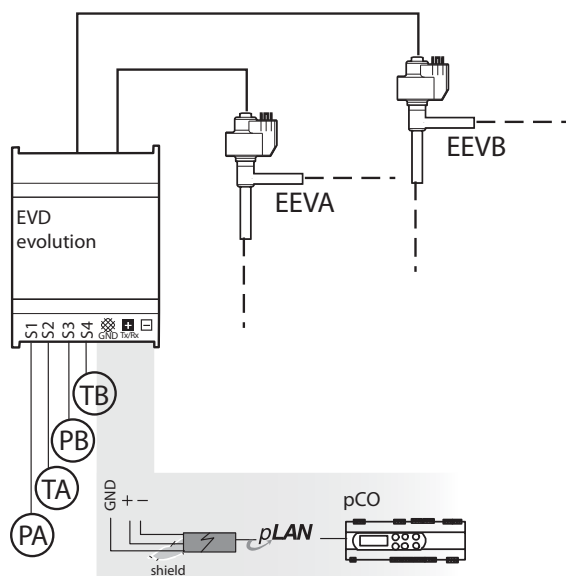 EEVB
EEVA
EVD
evolution
S1
S2
S3
S4
GND
Tx/Rx
TB
PB
TA
PA
GND
+
−
shield
pLAN
pCO